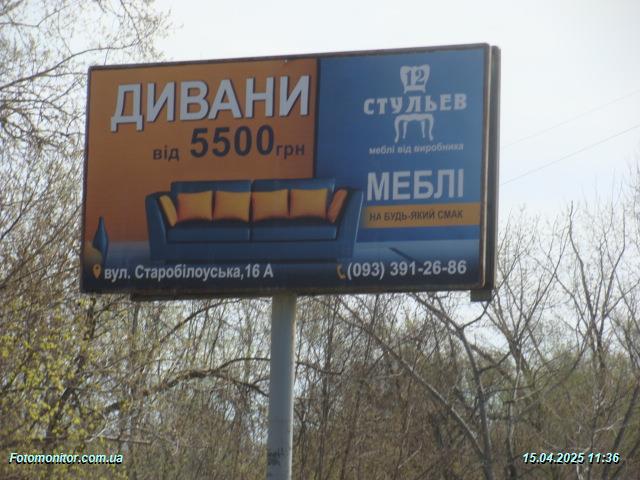 ДИВАНИ
від 5500 грн
12
СТУЛЬЕВ
меблі від виробника
МЕБЛІ
НА БУДЬ-ЯКИЙ СМАК
вул. Старобілоуська,16 А
(093) 391-26-86
Fotomonitor.com.ua
15.04.2025 11:36